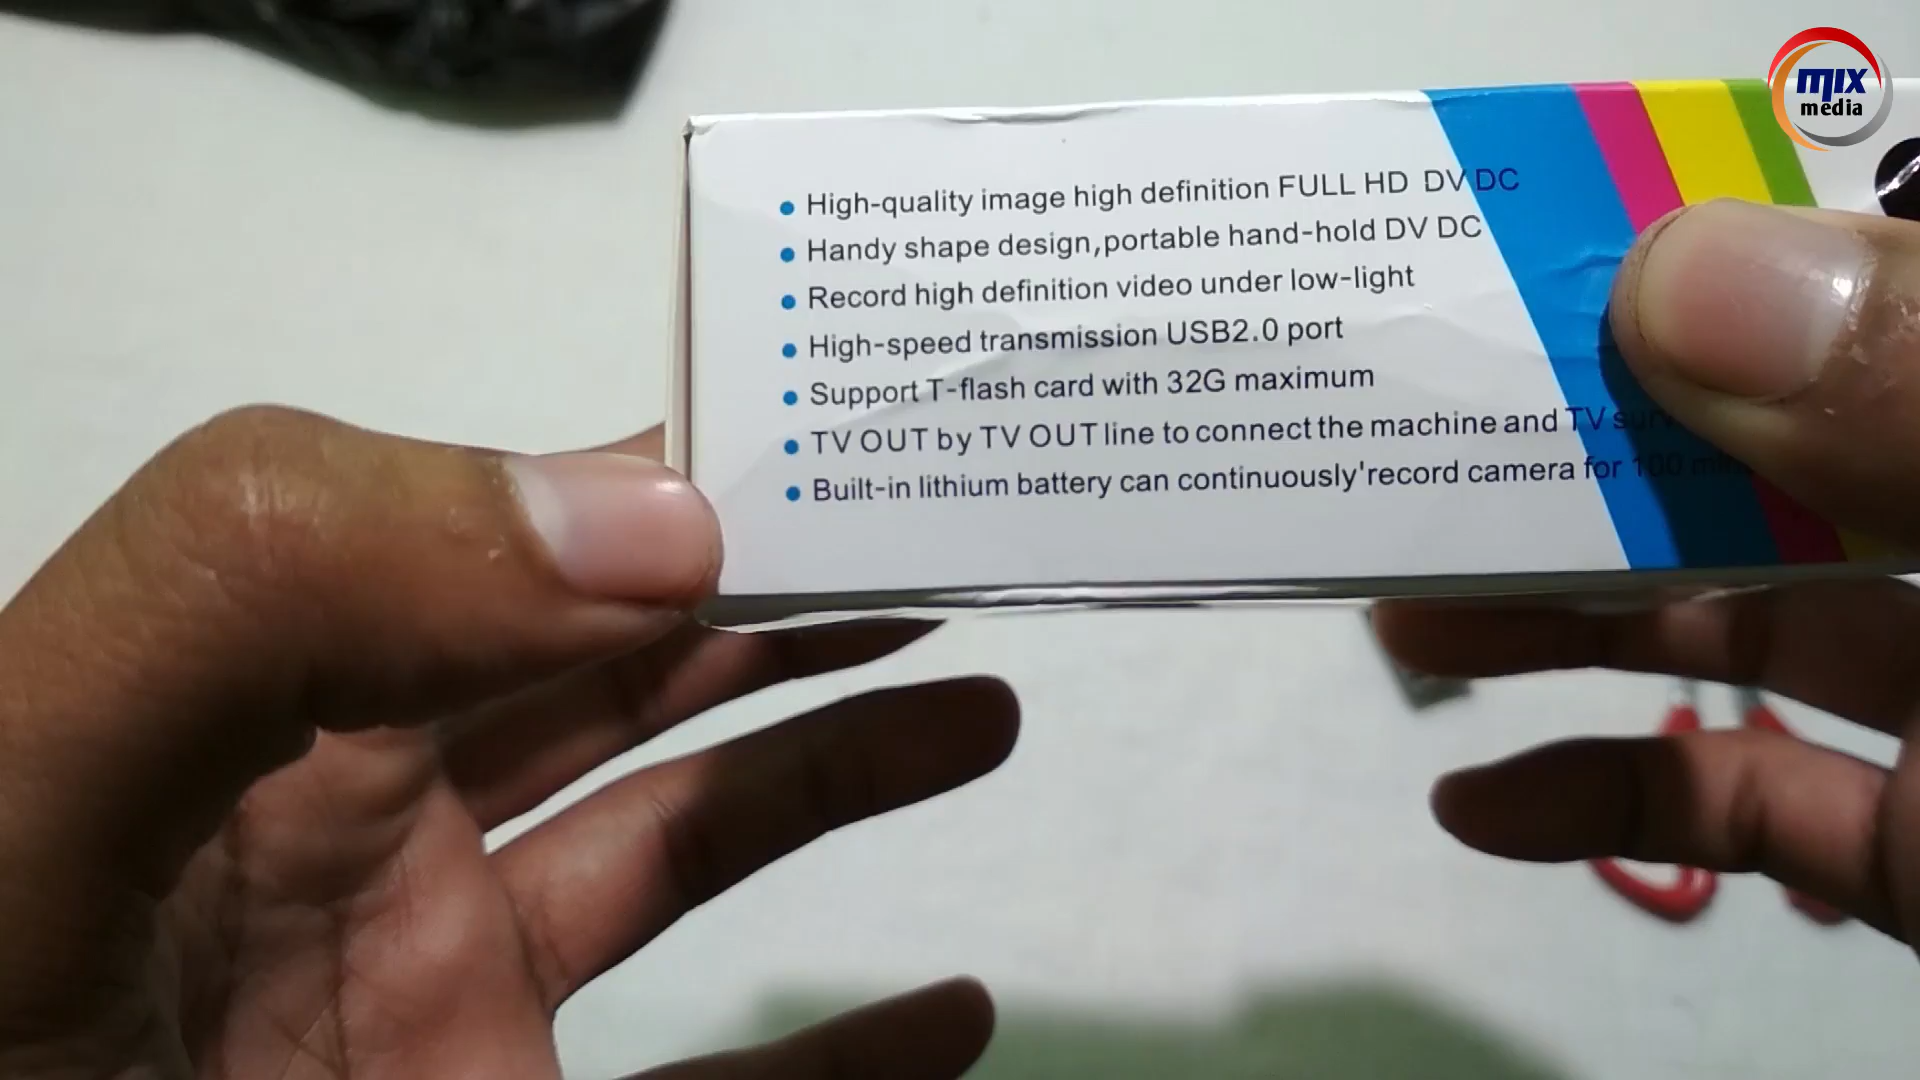 mıx
media
• High-quality image high definition FULL HD DV DC
• Handy shape design,portable hand-hold DV DC
• Record high definition video under low-light
• High-speed transmission USB2.0 port
• Support T-flash card with 32G maximum
• TV OUT by TV OUT line to connect the machine and TV
• Built-in lithium battery can continuously'record camera for 100